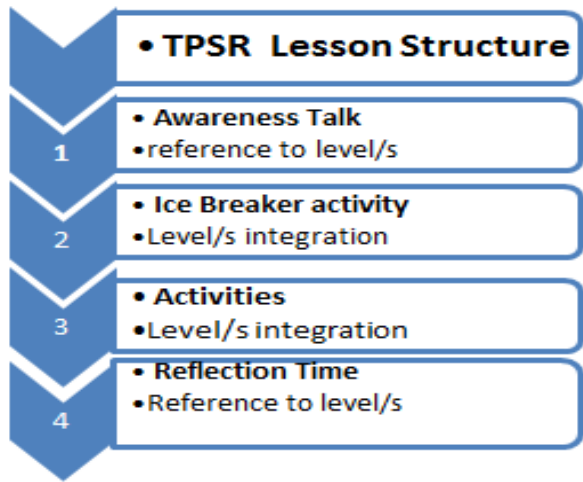 • TPSR Lesson Structure
1
• Awareness Talk
•reference to level/s
2
• Ice Breaker activity
•Level/s integration
3
• Activities
•Level/s integration
4
• Reflection Time
•Reference to level/s